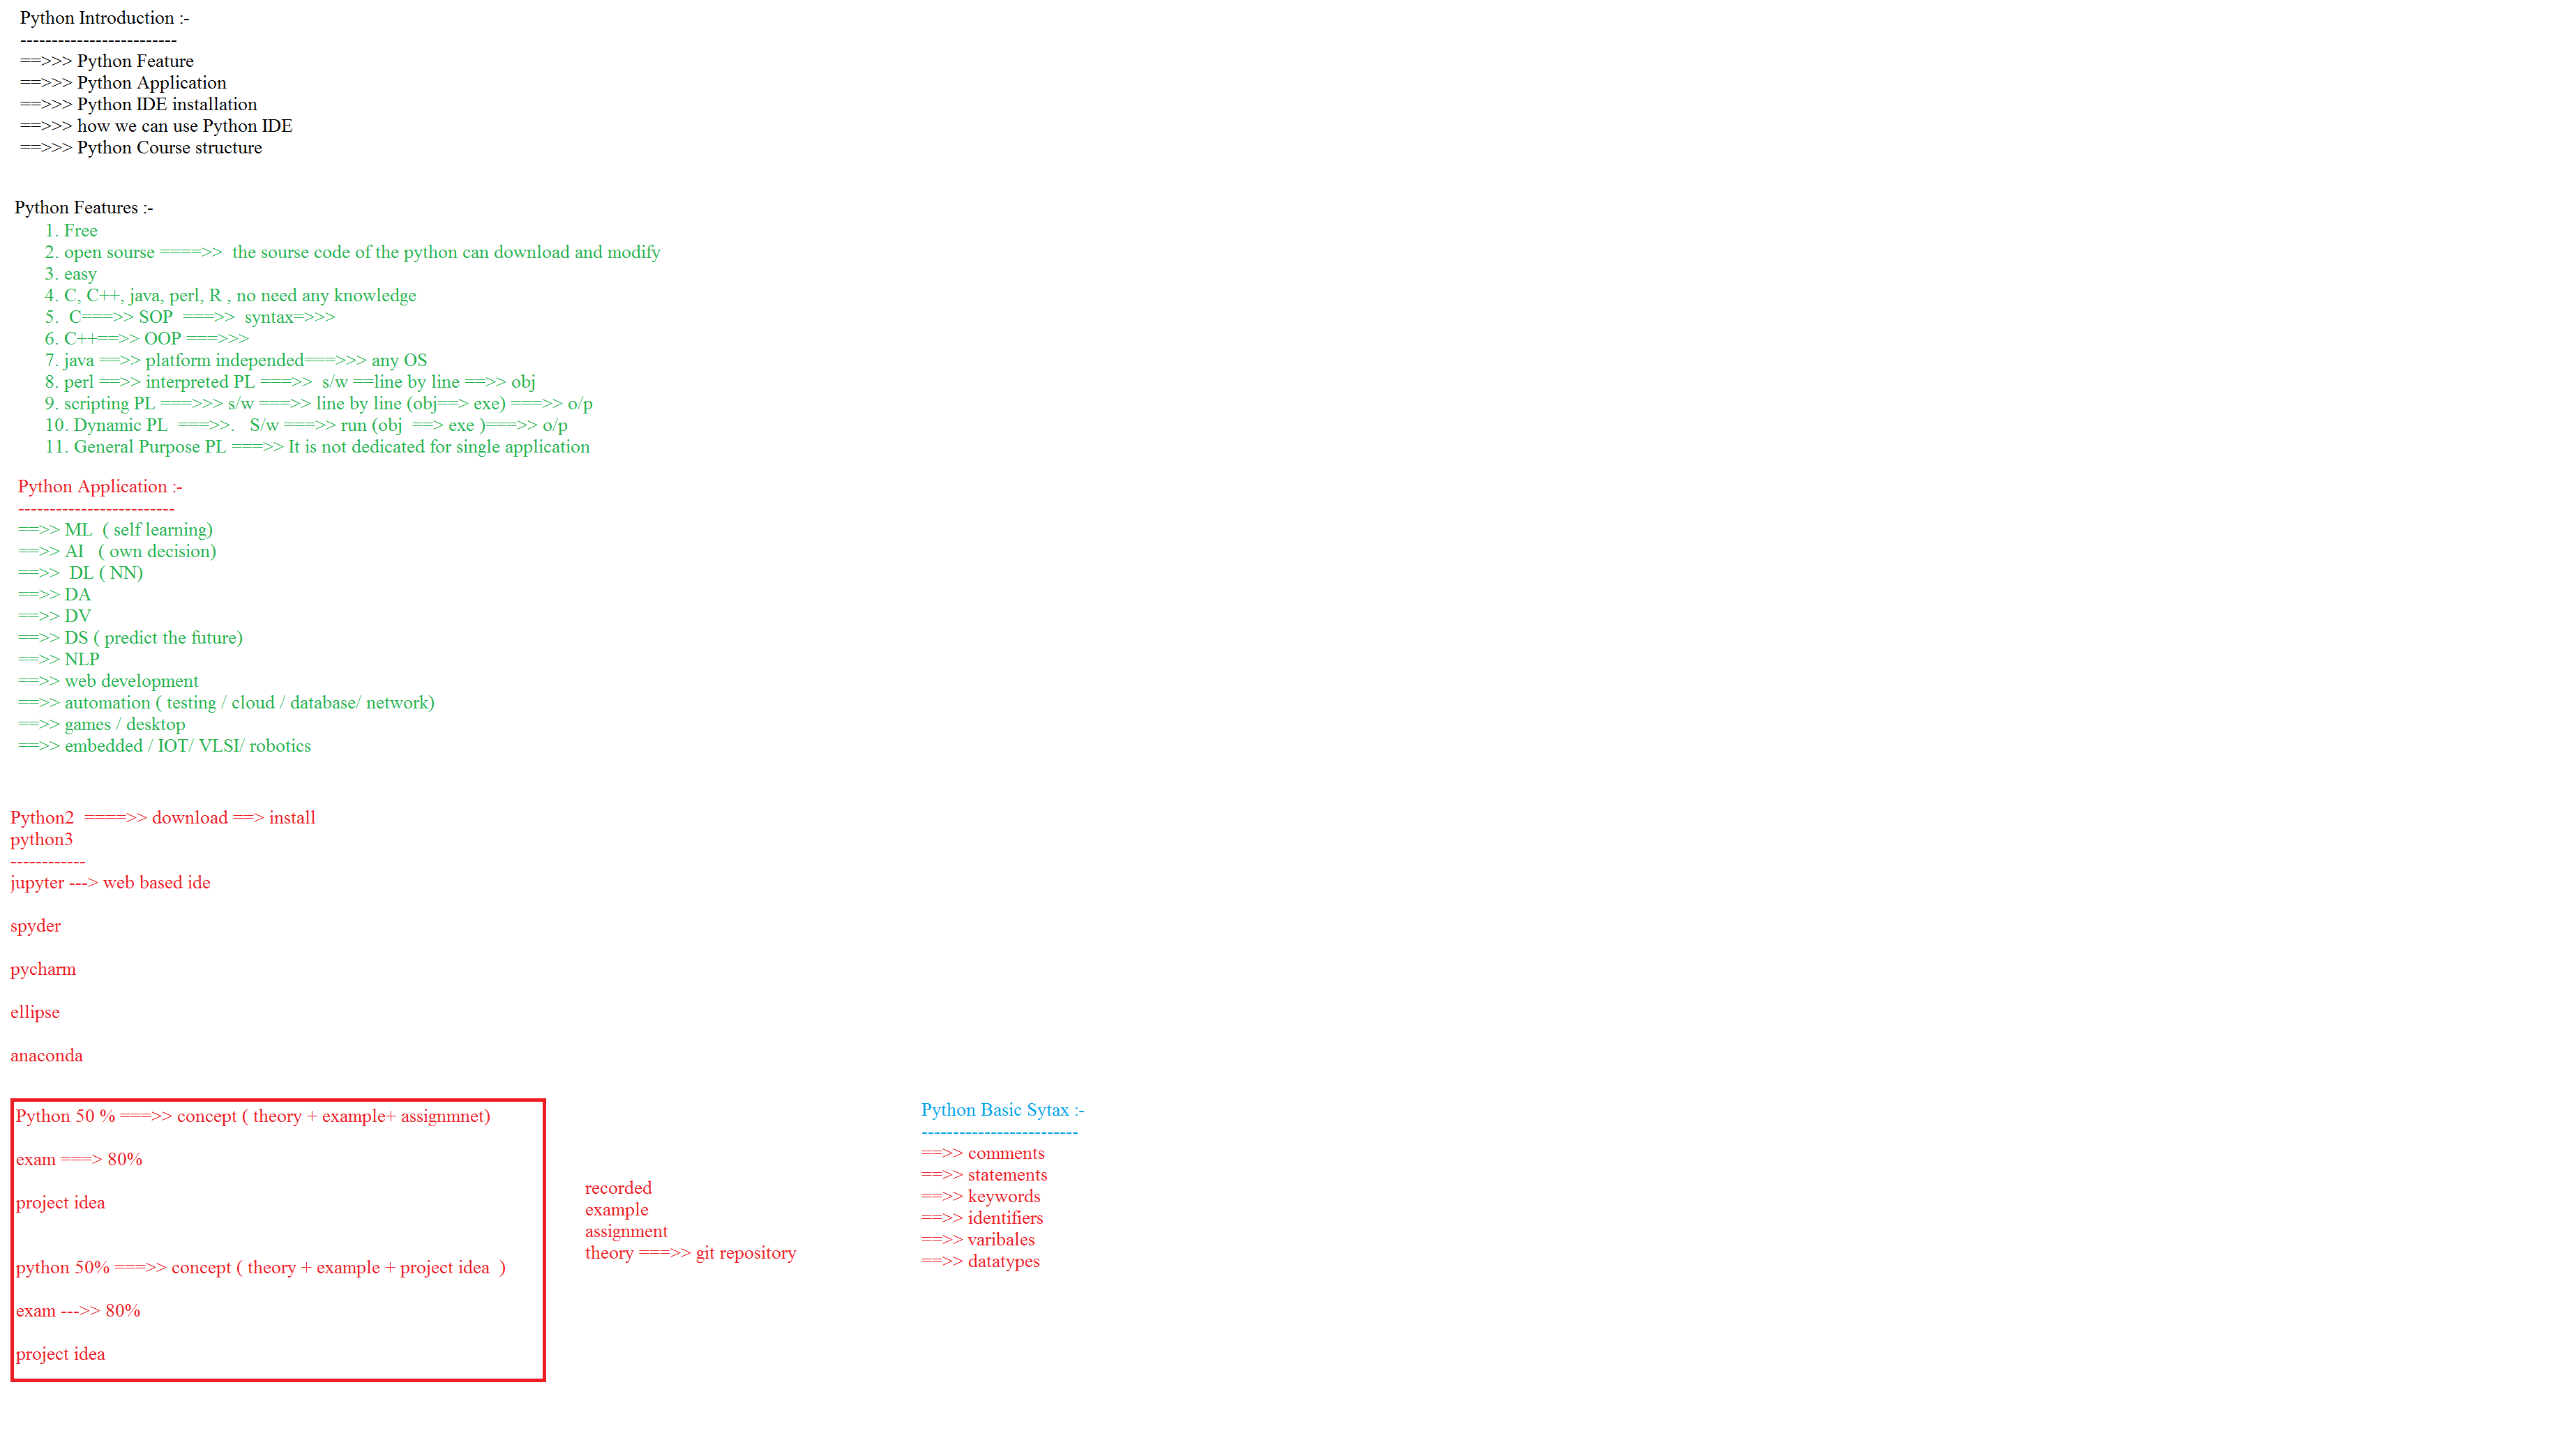 Python Introduction :-
-------------------------
==>>> Python Feature
==>>> Python Application
==>>> Python IDE installation
==>>> how we can use Python IDE
==>>> Python Course structure
Python Features :-
1. Free
2. open sourse ====>>  the sourse code of the python can download and modify
3. easy
4. C, C++, java, perl, R , no need any knowledge
5.  C===>> SOP  ===>>  syntax=>>>
6. C++==>> OOP ===>>>
7. java ==>> platform independed===>>> any OS
8. perl ==>> interpreted PL ===>>  s/w ==line by line ==>> obj
9. scripting PL ===>>> s/w ===>> line by line (obj==> exe) ===>> o/p
10. Dynamic PL  ===>>.   S/w ===>> run (obj  ==> exe )===>> o/p
11. General Purpose PL ===>> It is not dedicated for single application
Python Application :-
-------------------------
==>> ML  ( self learning)
==>> AI   ( own decision)
==>>  DL ( NN)
==>> DA
==>> DV
==>> DS ( predict the future)
==>> NLP
==>> web development
==>> automation ( testing / cloud / database/ network)
==>> games / desktop
==>> embedded / IOT/ VLSI/ robotics
Python2  ====>> download ==> install
python3
------------
jupyter ---> web based ide
spyder
pycharm
ellipse
anaconda
Python 50 % ===>> concept ( theory + example+ assignmnet)
exam ===> 80%
project idea
python 50% ===>> concept ( theory + example + project idea  )
exam --->> 80%
project idea
recorded
example
assignment
theory ===>> git repository
Python Basic Sytax :-
-------------------------
==>> comments
==>> statements
==>> keywords
==>> identifiers
==>> varibales
==>> datatypes